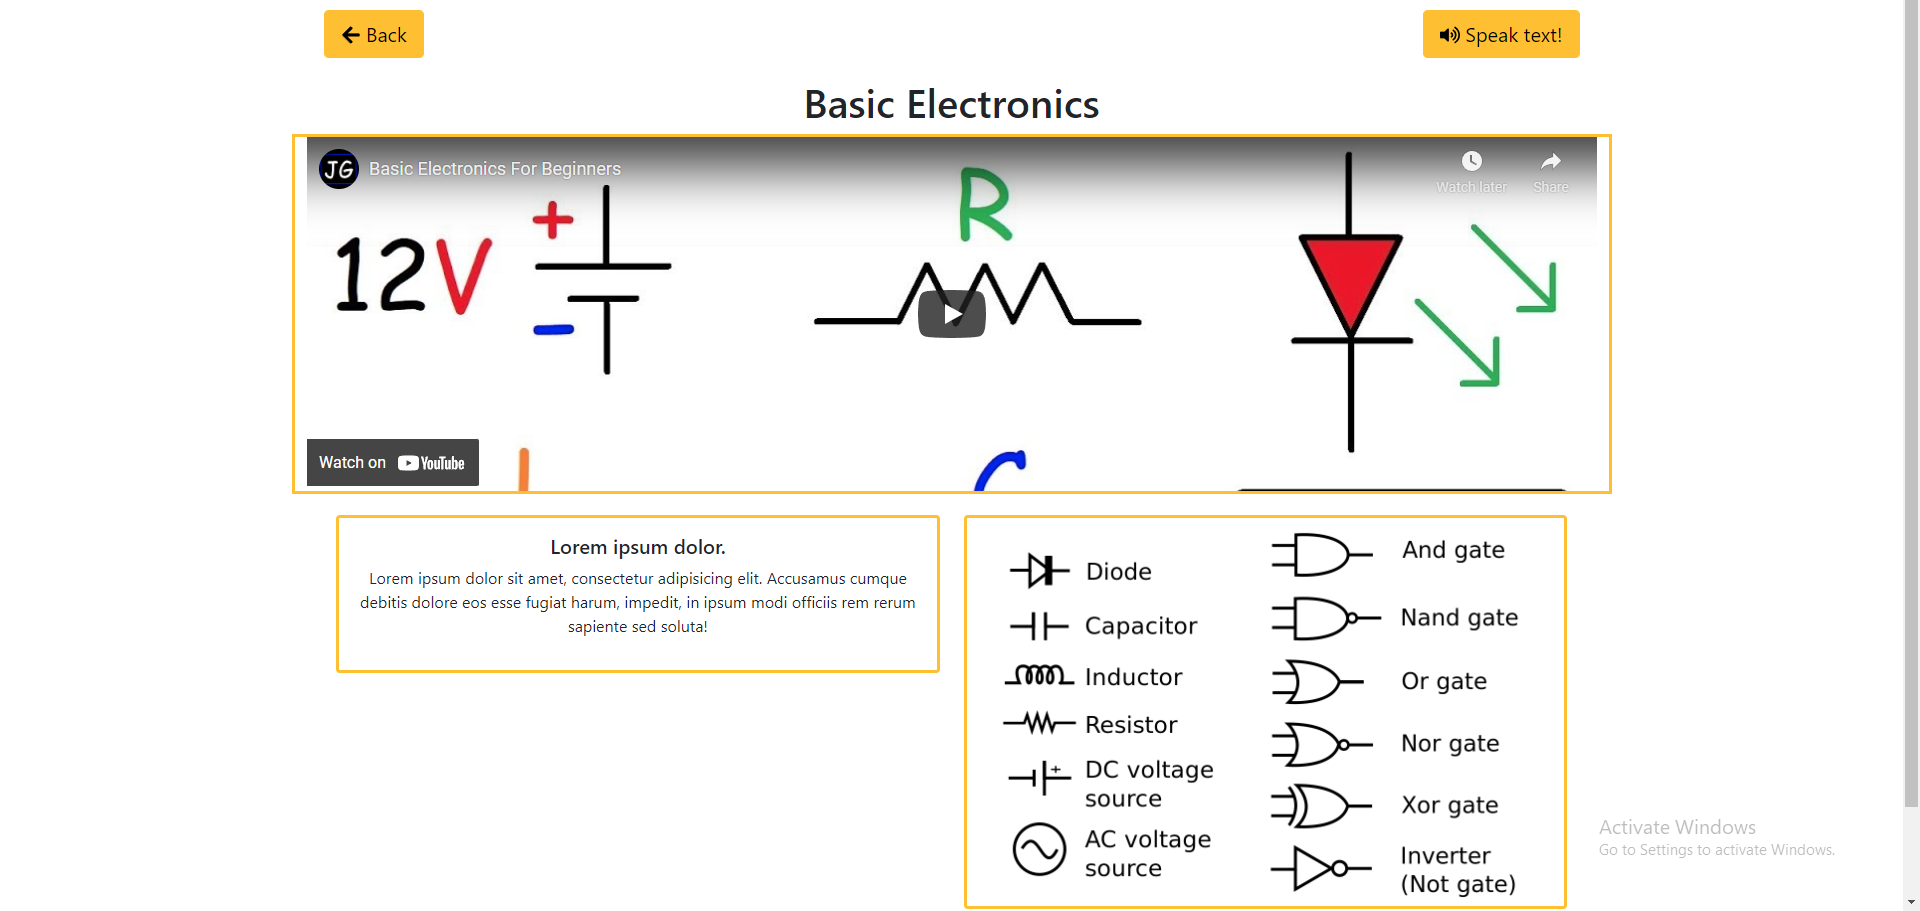 Back
Speak text!
Basic Electronics
JG
Basic Electronics For Beginners
Watch later
Share
12V
+
-
R
Watch on YouTube
Lorem ipsum dolor.
Lorem ipsum dolor sit amet, consectetur adipisicing elit. Accusamus cumque
debitis dolore eos esse fugiat harum, impedit, in ipsum modi officiis rem rerum
sapiente sed soluta!
Diode
Capacitor
Inductor
Resistor
+
DC voltage
source
AC voltage
source
And gate
Nand gate
Or gate
Nor gate
Xor gate
Inverter
(Not gate)
Activate Windows
Go to Settings to activate Windows.